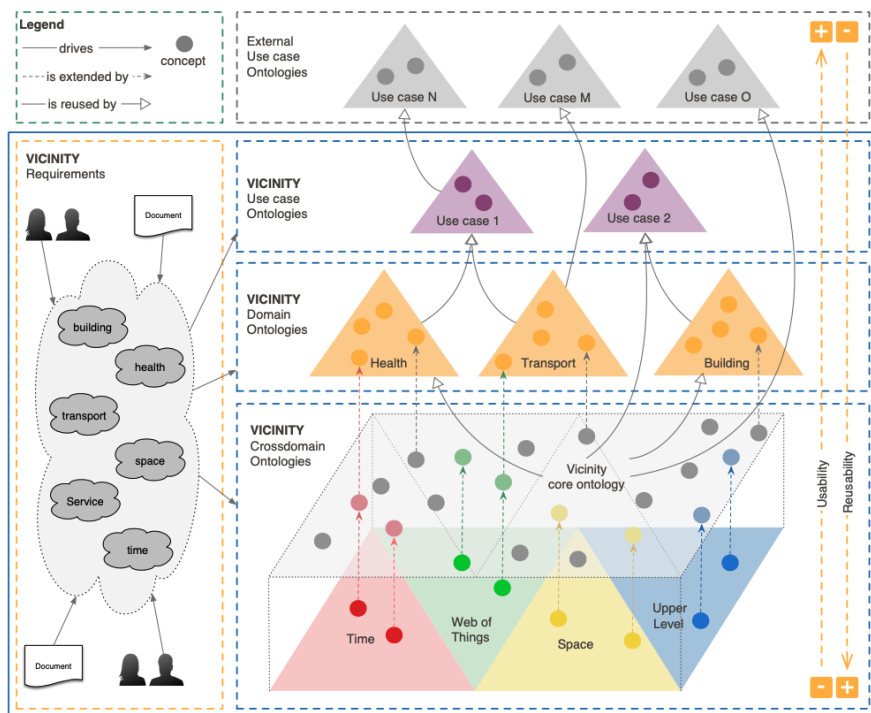 Legend
drives
concept
is extended by
is reused by
External
Use case
Ontologies
Use case N
Use case M
Use case O
+
-
VICINITY
Requirements
Document
building
health
transport
space
Service
time
Document
VICINITY
Use case
Ontologies
Use case 1
Use case 2
VICINITY
Domain
Ontologies
Health
Transport
Building
VICINITY
Crossdomain
Ontologies
Vicinity
core ontology
Time
Web of
Things
Space
Upper
Level
Usability
Reusability
-
+